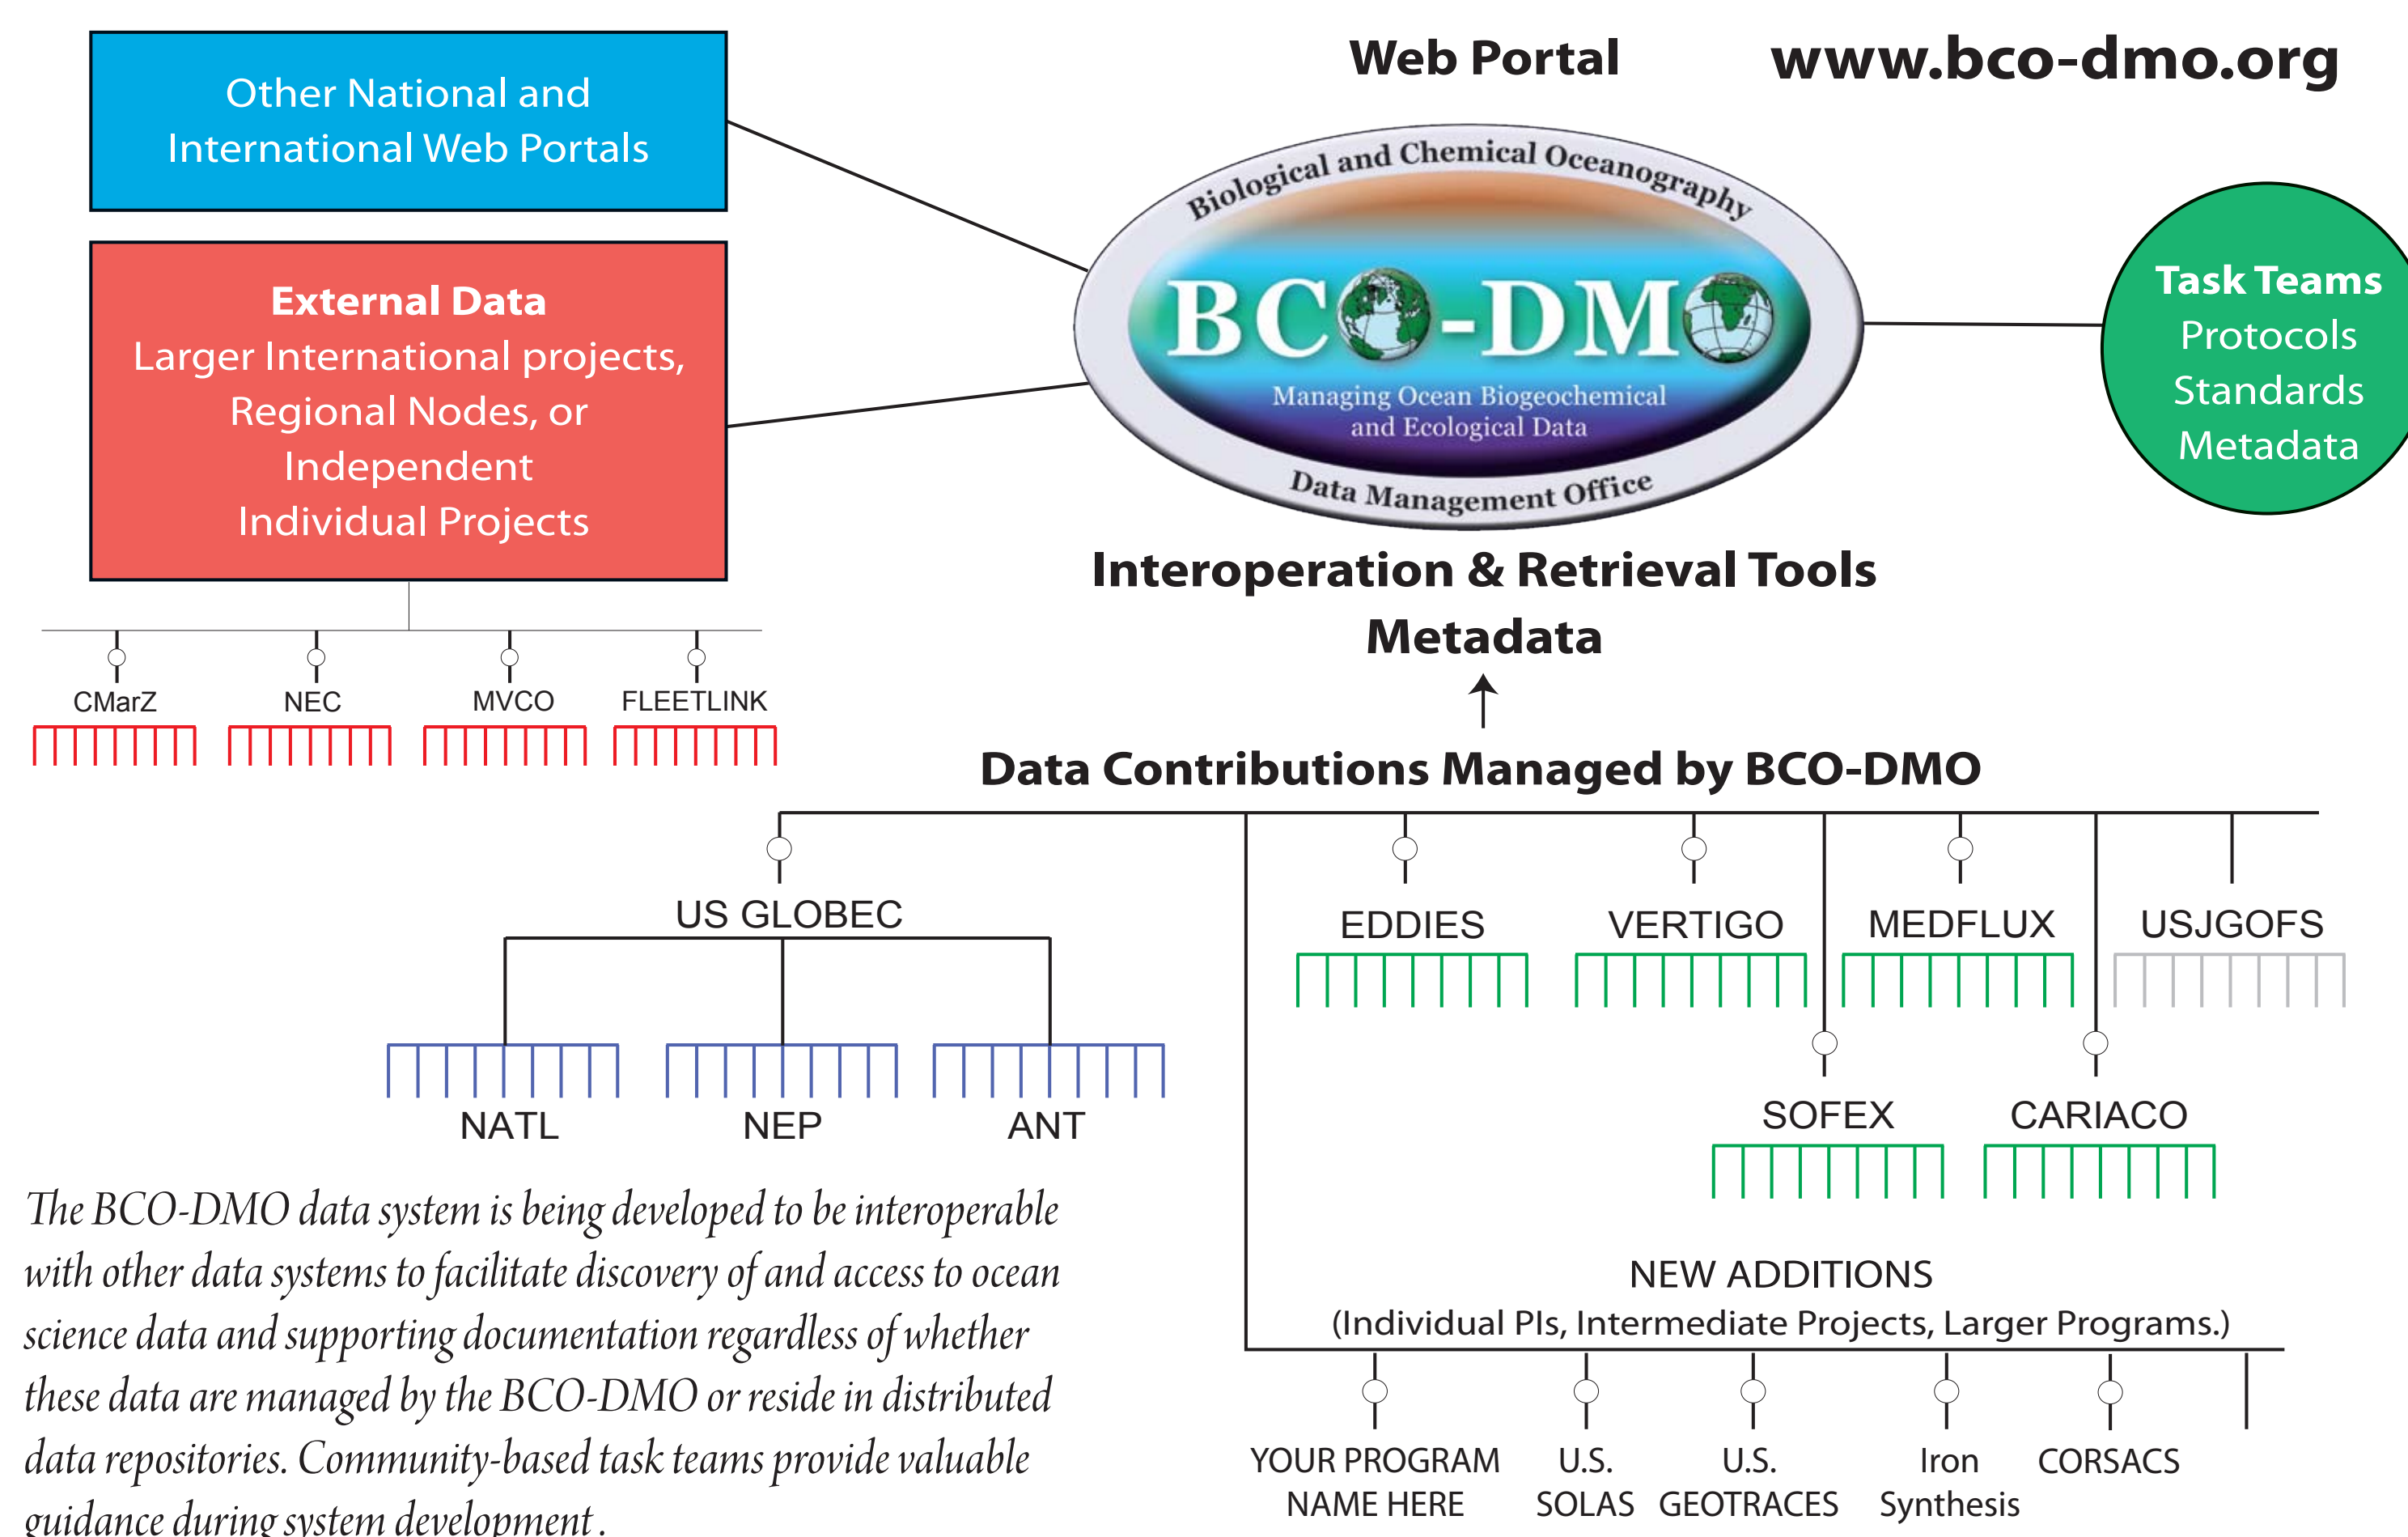 Web Portal
www.bco-dmo.org
Other National and
International Web Portals
External Data
Larger International projects,
Regional Nodes, or
Independent
Individual Projects
Biological and Chemical Oceanography
BCO-DMO
Managing Ocean Biogeochemical
and Ecological Data
Data Management Office
Task Teams
Protocols
Standards
Metadata
Interoperation & Retrieval Tools
Metadata
CMarZ
NEC
MVCO
FLEETLINK
Data Contributions Managed by BCO-DMO
US GLOBEC
EDDIES
VERTIGO
MEDFLUX
USJGOFS
NATL
NEP
ANT
SOFEX
CARIACO
The BCO-DMO data system is being developed to be interoperable
with other data systems to facilitate discovery of and access to ocean
science data and supporting documentation regardless of whether
these data are managed by the BCO-DMO or reside in distributed
data repositories. Community-based task teams provide valuable
guidance during system development .
NEW ADDITIONS
(Individual PIs, Intermediate Projects, Larger Programs.)
YOUR PROGRAM
NAME HERE
U.S.
SOLAS
U.S.
GEOTRACES
Iron
Synthesis
CORSACS